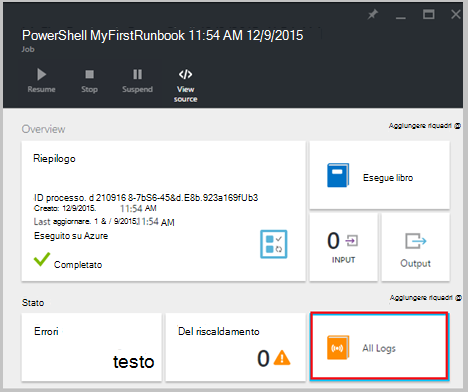 PowerShell MyFirstRunbook 11:54 AM 12/9/2015
Job
Resume
Stop
Suspend
View source
Overview
Aggiungere riquadri
Riepilogo
ID processo. d 210916 8-7b56-45&d.E8b.923a169fUb3
Creato: 12/9/2015. 11:54 AM
Last aggiornare. 1 & / 9/2015, 11:54 AM
Eseguito su Azure
Completato
Esegue libro
0
INPUT
Output
Stato
Aggiungere riquadri
Errori
testo
Del riscaldamento
0
All Logs